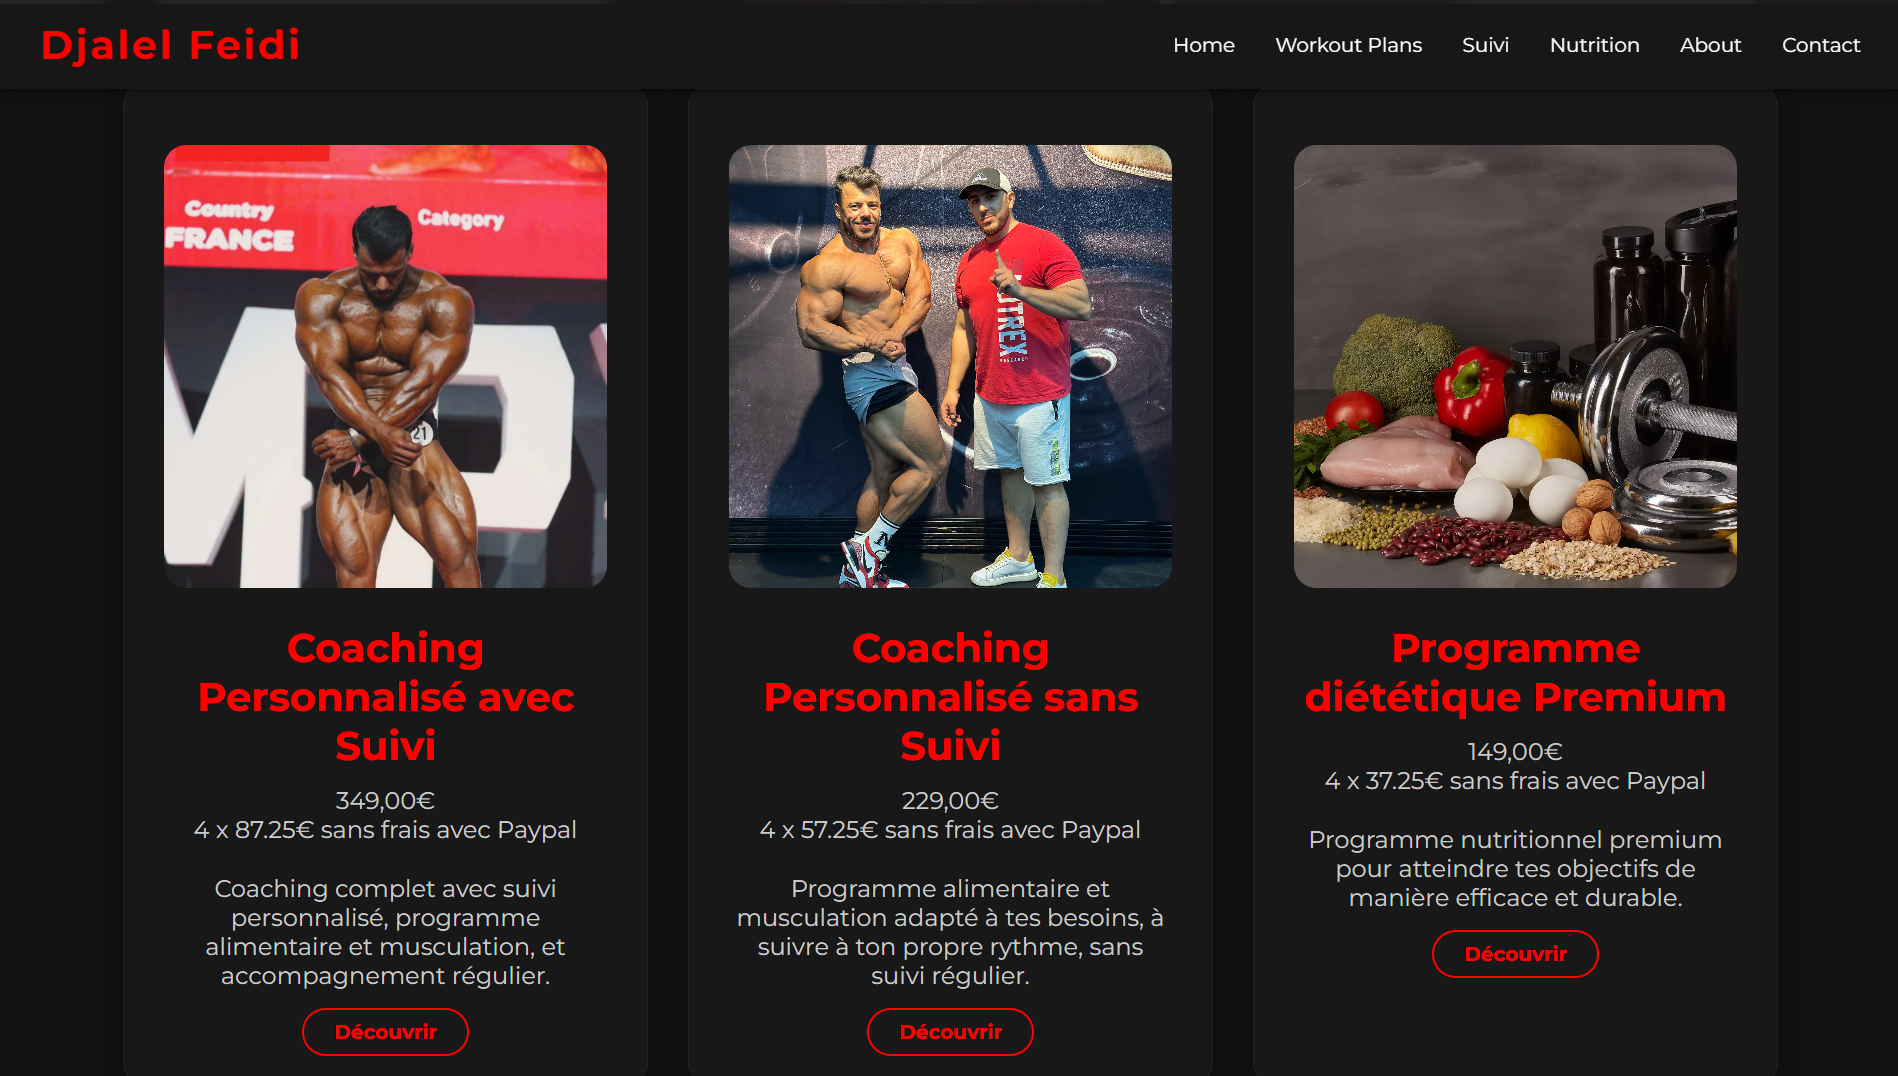 Djalel Feidi
Home Workout Plans Suivi Nutrition About Contact
Country
FRANCE
Category
21
Coaching
Personnalisé avec
Suivi
349,00€
4 x 87.25€ sans frais avec Paypal
Coaching complet avec suivi
personnalisé, programme
alimentaire et musculation, et
accompagnement régulier.
Découvrir
Coaching
Personnalisé sans
Suivi
229,00€
4 x 57.25€ sans frais avec Paypal
Programme alimentaire et
musculation adapté à tes besoins, à
suivre à ton propre rythme, sans
suivi régulier.
Découvrir
Programme
diététique Premium
149,00€
4 x 37.25€ sans frais avec Paypal
Programme nutritionnel premium
pour atteindre tes objectifs de
manière efficace et durable.
Découvrir